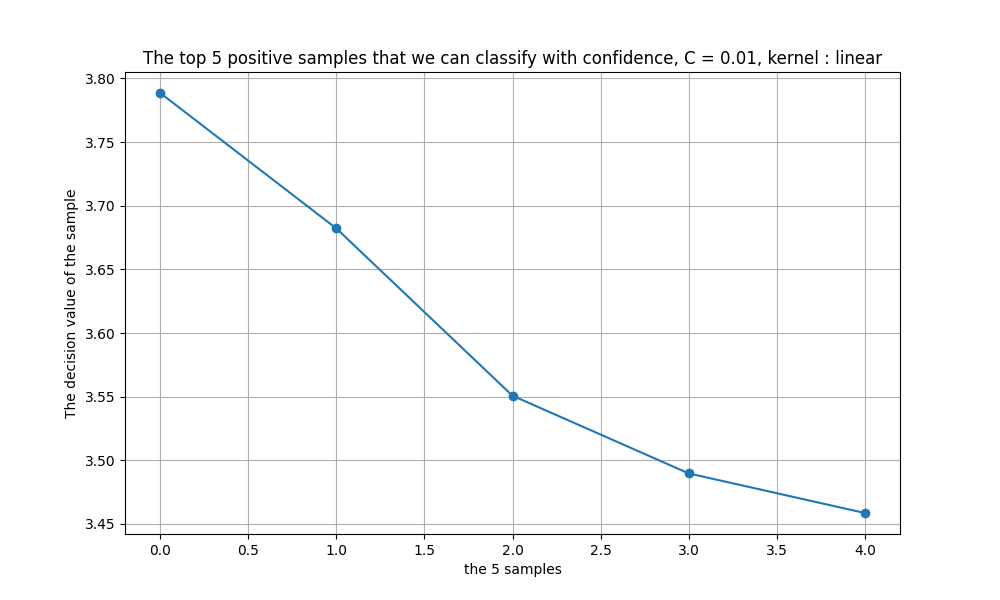 The top 5 positive samples that we can classify with confidence, C = 0.01, kernel : linear
3.80
3.75
3.70
3.65
3.60
3.55
3.50
3.45
The decision value of the sample
0.0 0.5 1.0 1.5 2.0 2.5 3.0 3.5 4.0
the 5 samples